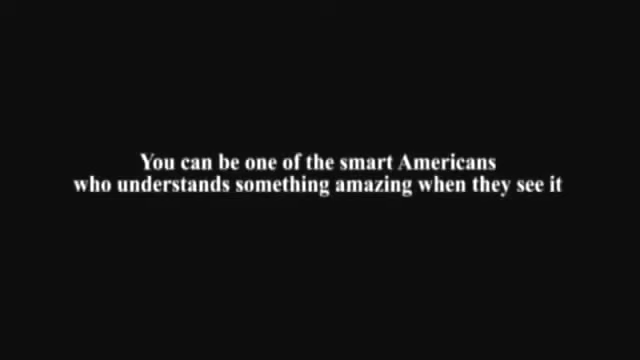 You can be one of the smart Americans
who understands something amazing when they see it